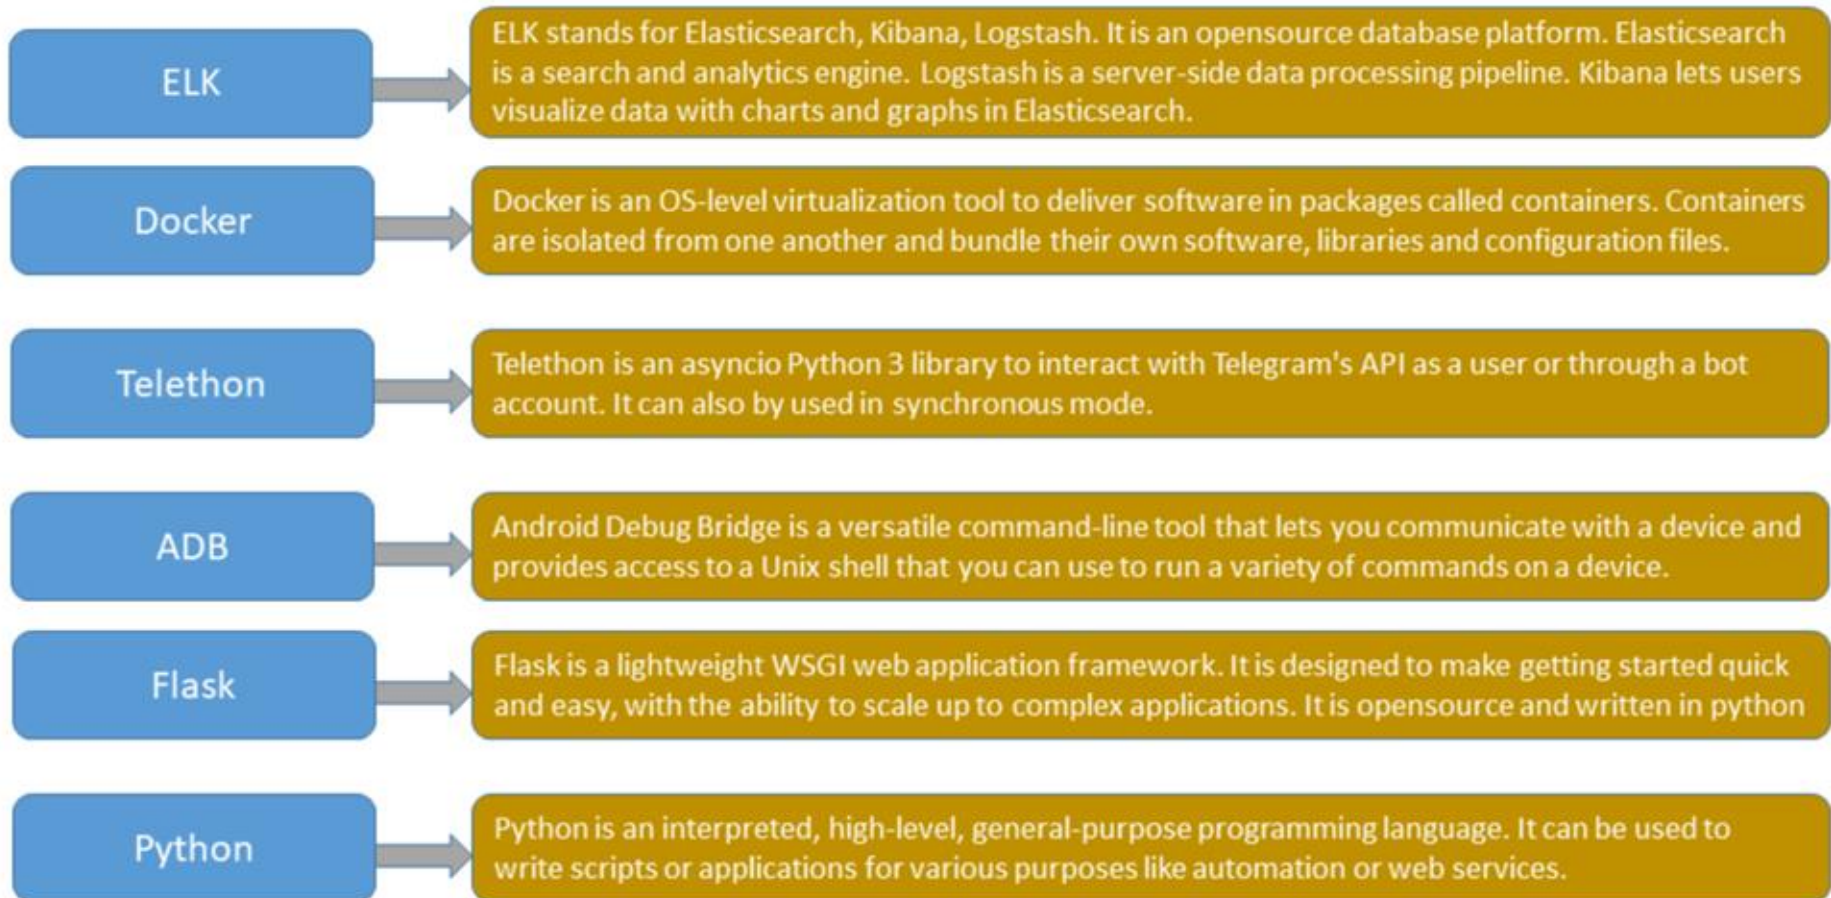 ELK
ELK stands for Elasticsearch, Kibana, Logstash. It is an opensource database platform. Elasticsearch
is a search and analytics engine. Logstash is a server-side data processing pipeline. Kibana lets users
visualize data with charts and graphs in Elasticsearch.
Docker
Docker is an OS-level virtualization tool to deliver software in packages called containers. Containers
are isolated from one another and bundle their own software, libraries and configuration files.
Telethon
Telethon is an asyncio Python 3 library to interact with Telegram's API as a user or through a bot
account. It can also by used in synchronous mode.
ADB
Android Debug Bridge is a versatile command-line tool that lets you communicate with a device and
provides access to a Unix shell that you can use to run a variety of commands on a device.
Flask
Flask is a lightweight WSGI web application framework. It is designed to make getting started quick
and easy, with the ability to scale up to complex applications. It is opensource and written in python
Python
Python is an interpreted, high-level, general-purpose programming language. It can be used to
write scripts or applications for various purposes like automation or web services.